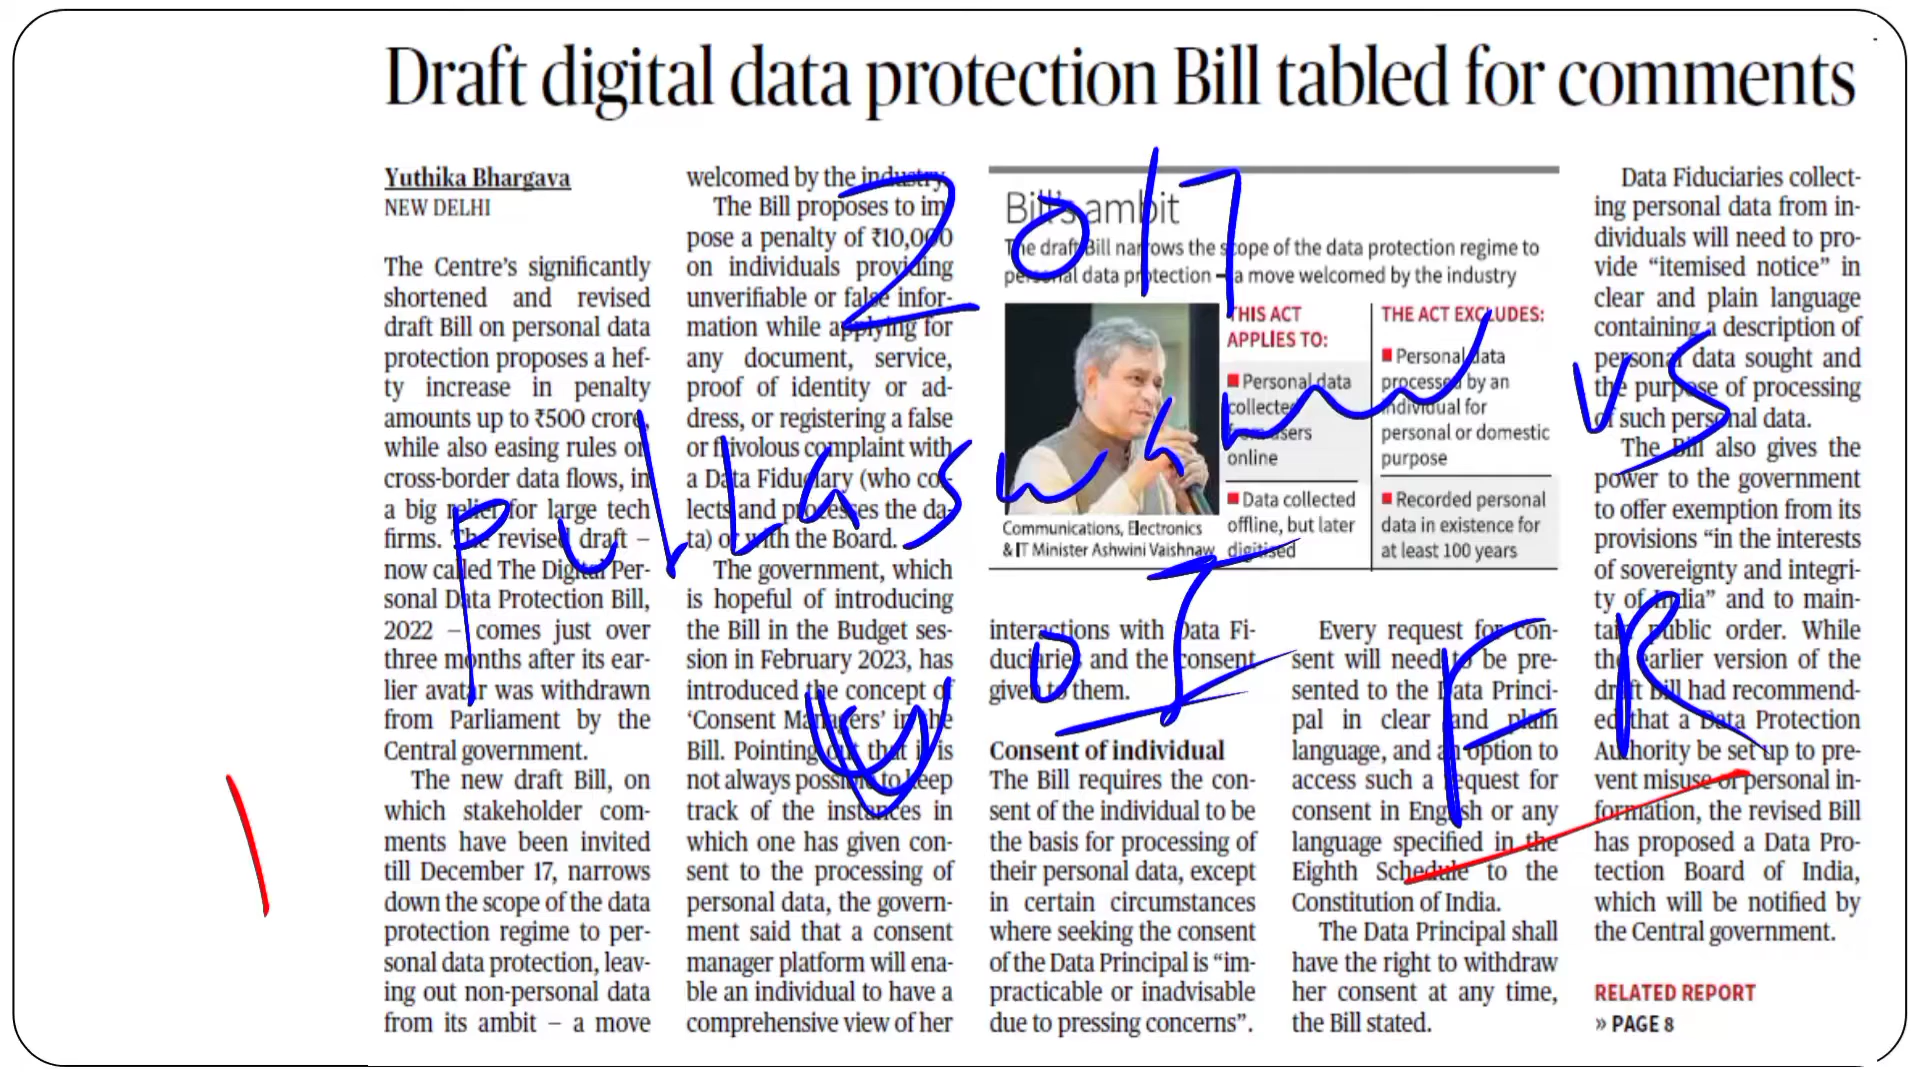 Draft digital data protection Bill tabled for comments
Yuthika Bhargava
NEW DELHI
The Centre's significantly
shortened and revised
draft Bill on personal data
protection proposes a hef-
ty increase in penalty
amounts up to ₹500 crore,
while also easing rules on
cross-border data flows, in
a big relief for large tech
firms. The revised draft –
now called The Digital Per-
sonal Data Protection Bill,
2022 – comes just over
three months after its ear-
lier avatar was withdrawn
from Parliament by the
Central government.
The new draft Bill, on
which stakeholder com-
ments have been invited
till December 17, narrows
down the scope of the data
protection regime to per-
sonal data protection, leav-
ing out non-personal data
from its ambit – a move
welcomed by the industry.
The Bill proposes to im-
pose a penalty of ₹10,000
on individuals providing
unverifiable or false infor-
mation while applying for
any document, service,
proof of identity or ad-
dress, or registering a false
or frivolous complaint with
a Data Fiduciary (who col-
lects and processes the da-
ta) or with the Board.
The government, which
is hopeful of introducing
the Bill in the Budget ses-
sion in February 2023, has
introduced the concept of
'Consent Managers' in the
Bill. Pointing out that it is
not always possible to keep
track of the instances in
which one has given con-
sent to the processing of
personal data, the govern-
ment said that a consent
manager platform will ena-
ble an individual to have a
comprehensive view of her
Bill's ambit
The draft Bill narrows the scope of the data protection regime to
personal data protection – a move welcomed by the industry
THIS ACT
APPLIES TO:
Personal data
collected
from users
online
Data collected
offline, but later
digitised
THE ACT EXCLUDES:
Personal data
processed by an
individual for
personal or domestic
purpose
Recorded personal
data in existence for
at least 100 years
Communications, Electronics
& IT Minister Ashwini Vaishnaw
interactions with Data Fi-
duciaries and the consent
given to them.
Consent of individual
The Bill requires the con-
sent of the individual to be
the basis for processing of
their personal data, except
in certain circumstances
where seeking the consent
of the Data Principal is "im-
practicable or inadvisable
due to pressing concerns".
Every request for con-
sent will need to be pre-
sented to the Data Princi-
pal in clear and plain
language, and an option to
access such a request for
consent in English or any
language specified in the
Eighth Schedule to the
Constitution of India.
The Data Principal shall
have the right to withdraw
her consent at any time,
the Bill stated.
Data Fiduciaries collect-
ing personal data from in-
dividuals will need to pro-
vide "itemised notice" in
clear and plain language
containing a description of
personal data sought and
the purpose of processing
of such personal data.
The Bill also gives the
power to the government
to offer exemption from its
provisions "in the interests
of sovereignty and integri-
ty of India" and to main-
tain public order. While
the earlier version of the
draft Bill had recommend-
ed that a Data Protection
Authority be set up to pre-
vent misuse of personal in-
formation, the revised Bill
has proposed a Data Pro-
tection Board of India,
which will be notified by
the Central government.
RELATED REPORT
» PAGE 8
2017
vs
FR